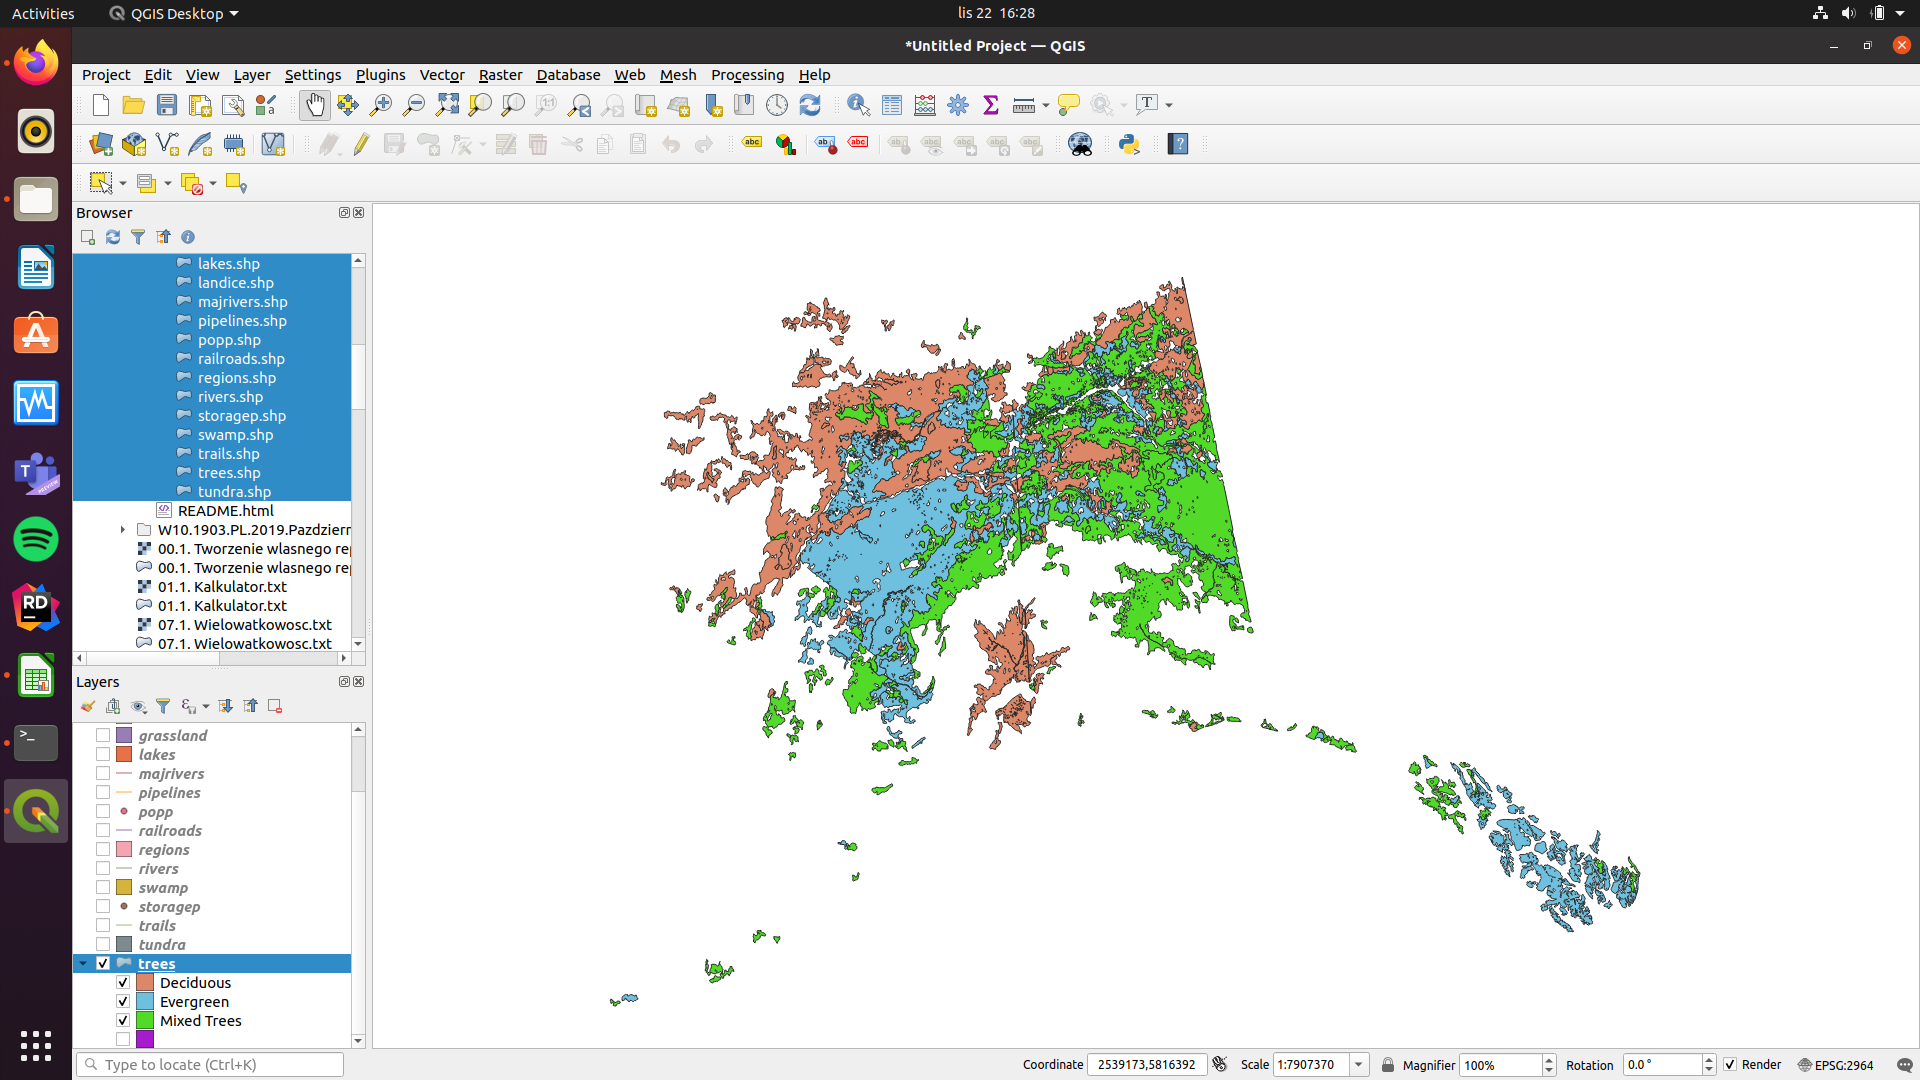 Activities QGIS Desktop lis 22 16:28
*Untitled Project — QGIS
Project Edit View Layer Settings Plugins Vector Raster Database Web Mesh Processing Help
Browser
lakes.shp
landice.shp
majrivers.shp
pipelines.shp
popp.shp
railroads.shp
regions.shp
rivers.shp
storagep.shp
swamp.shp
trails.shp
trees.shp
tundra.shp
README.html
W10.1903.PL.2019.Pazdzierr
00.1. Tworzenie wlasnego re
00.1. Tworzenie wlasnego re
01.1. Kalkulator.txt
01.1. Kalkulator.txt
07.1. Wielowatkowosc.txt
07.1. Wielowatkowosc.txt
Layers
grassland
lakes
majrivers
pipelines
popp
railroads
regions
rivers
swamp
storagep
trails
tundra
trees
Deciduous
Evergreen
Mixed Trees
Type to locate (Ctrl+K) Coordinate 2539173,5816392 Scale 1:7907370 Magnifier 100% Rotation 0.0 ° Render EPSG:2964